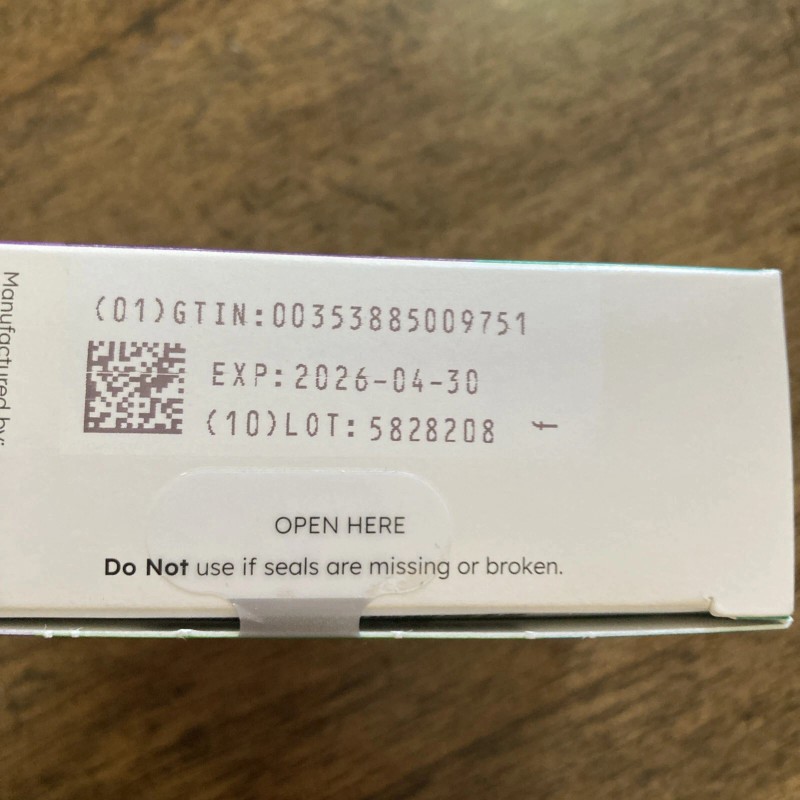 Manufactured by:
(01)GTIN:00353885009751
EXP:2026-04-30
(10)LOT:5828208 f
OPEN HERE
Do Not use if seals are missing or broken.